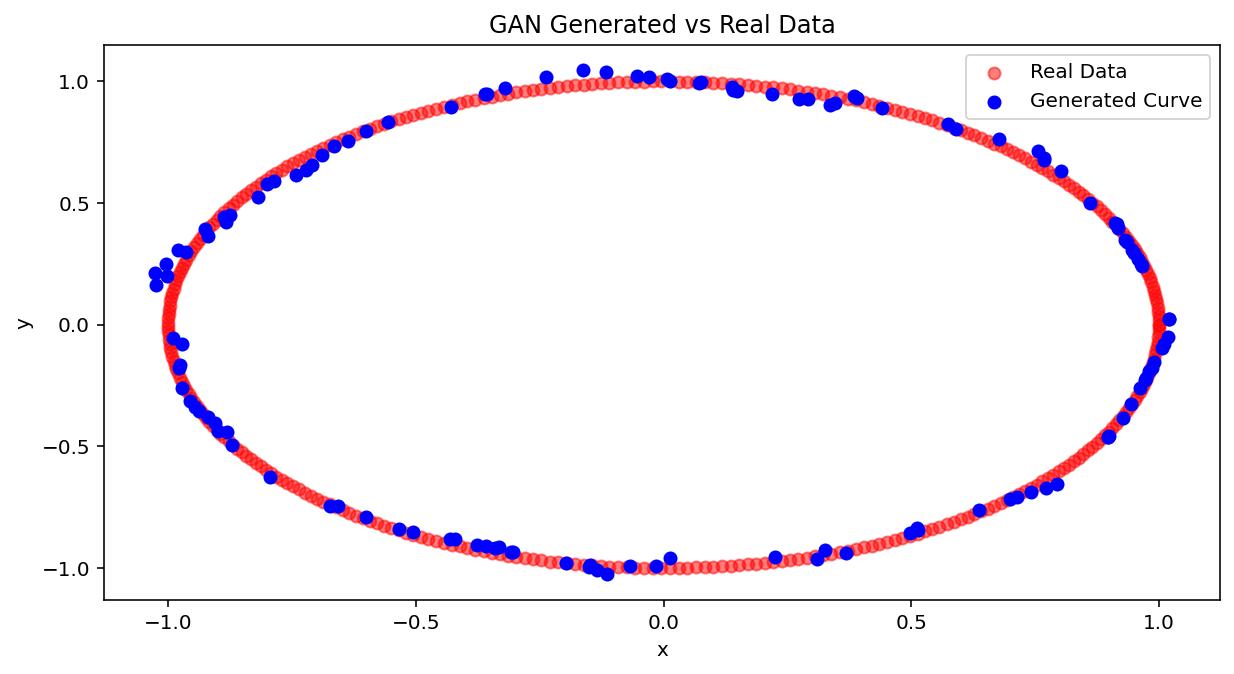 GAN Generated vs Real Data
Real Data
Generated Curve
y
1.0
0.5
0.0
−0.5
−1.0
−1.0 −0.5 0.0 0.5 1.0
x